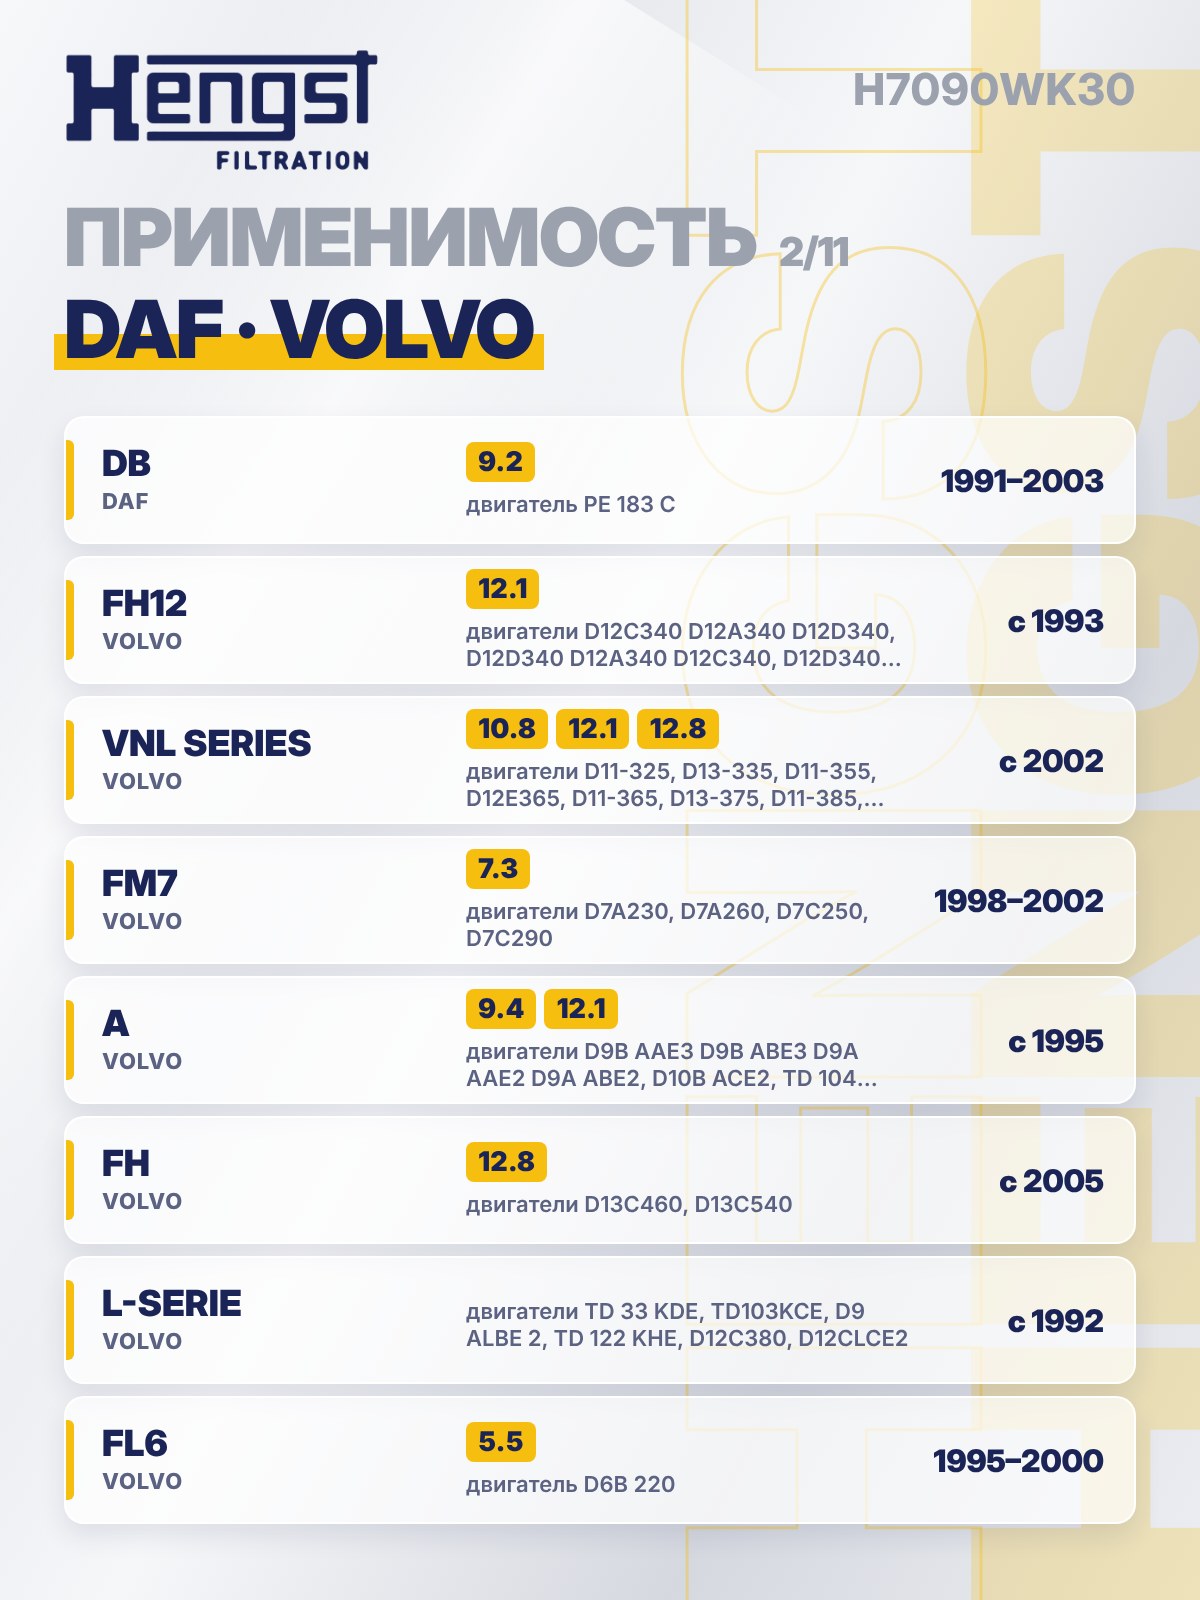 Hengst
FILTRATION
H7090WK30
ПРИМЕНИМОСТЬ 2/11
DAF · VOLVO
DB
DAF
9.2
двигатель PE 183 C
1991–2003
FH12
VOLVO
12.1
двигатели D12C340 D12A340 D12D340,
D12D340 D12A340 D12C340, D12D340...
с 1993
VNL SERIES
VOLVO
10.8 12.1 12.8
двигатели D11-325, D13-335, D11-355,
D12E365, D11-365, D13-375, D11-385,...
с 2002
FM7
VOLVO
7.3
двигатели D7A230, D7A260, D7C250,
D7C290
1998–2002
A
VOLVO
9.4 12.1
двигатели D9B AAE3 D9B ABE3 D9A
AAE2 D9A ABE2, D10B ACE2, TD 104...
с 1995
FH
VOLVO
12.8
двигатели D13C460, D13C540
с 2005
L-SERIE
VOLVO
двигатели TD 33 KDE, TD103KCE, D9
ALBE 2, TD 122 KHE, D12C380, D12CLCE2
с 1992
FL6
VOLVO
5.5
двигатель D6B 220
1995–2000
HENGST